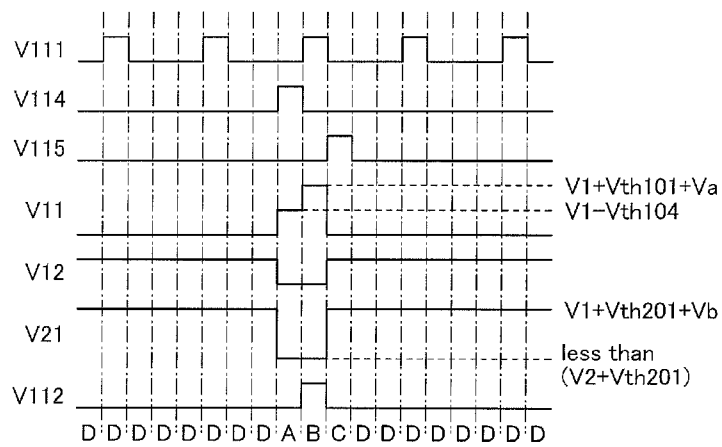 V111
V114
V115
V1+Vth101+Va
V11
V1−Vth104
V12
V1+Vth201+Vb
V21
less than
(V2+Vth201)
V112
D D D D D D D D A B C D D D D D D D D